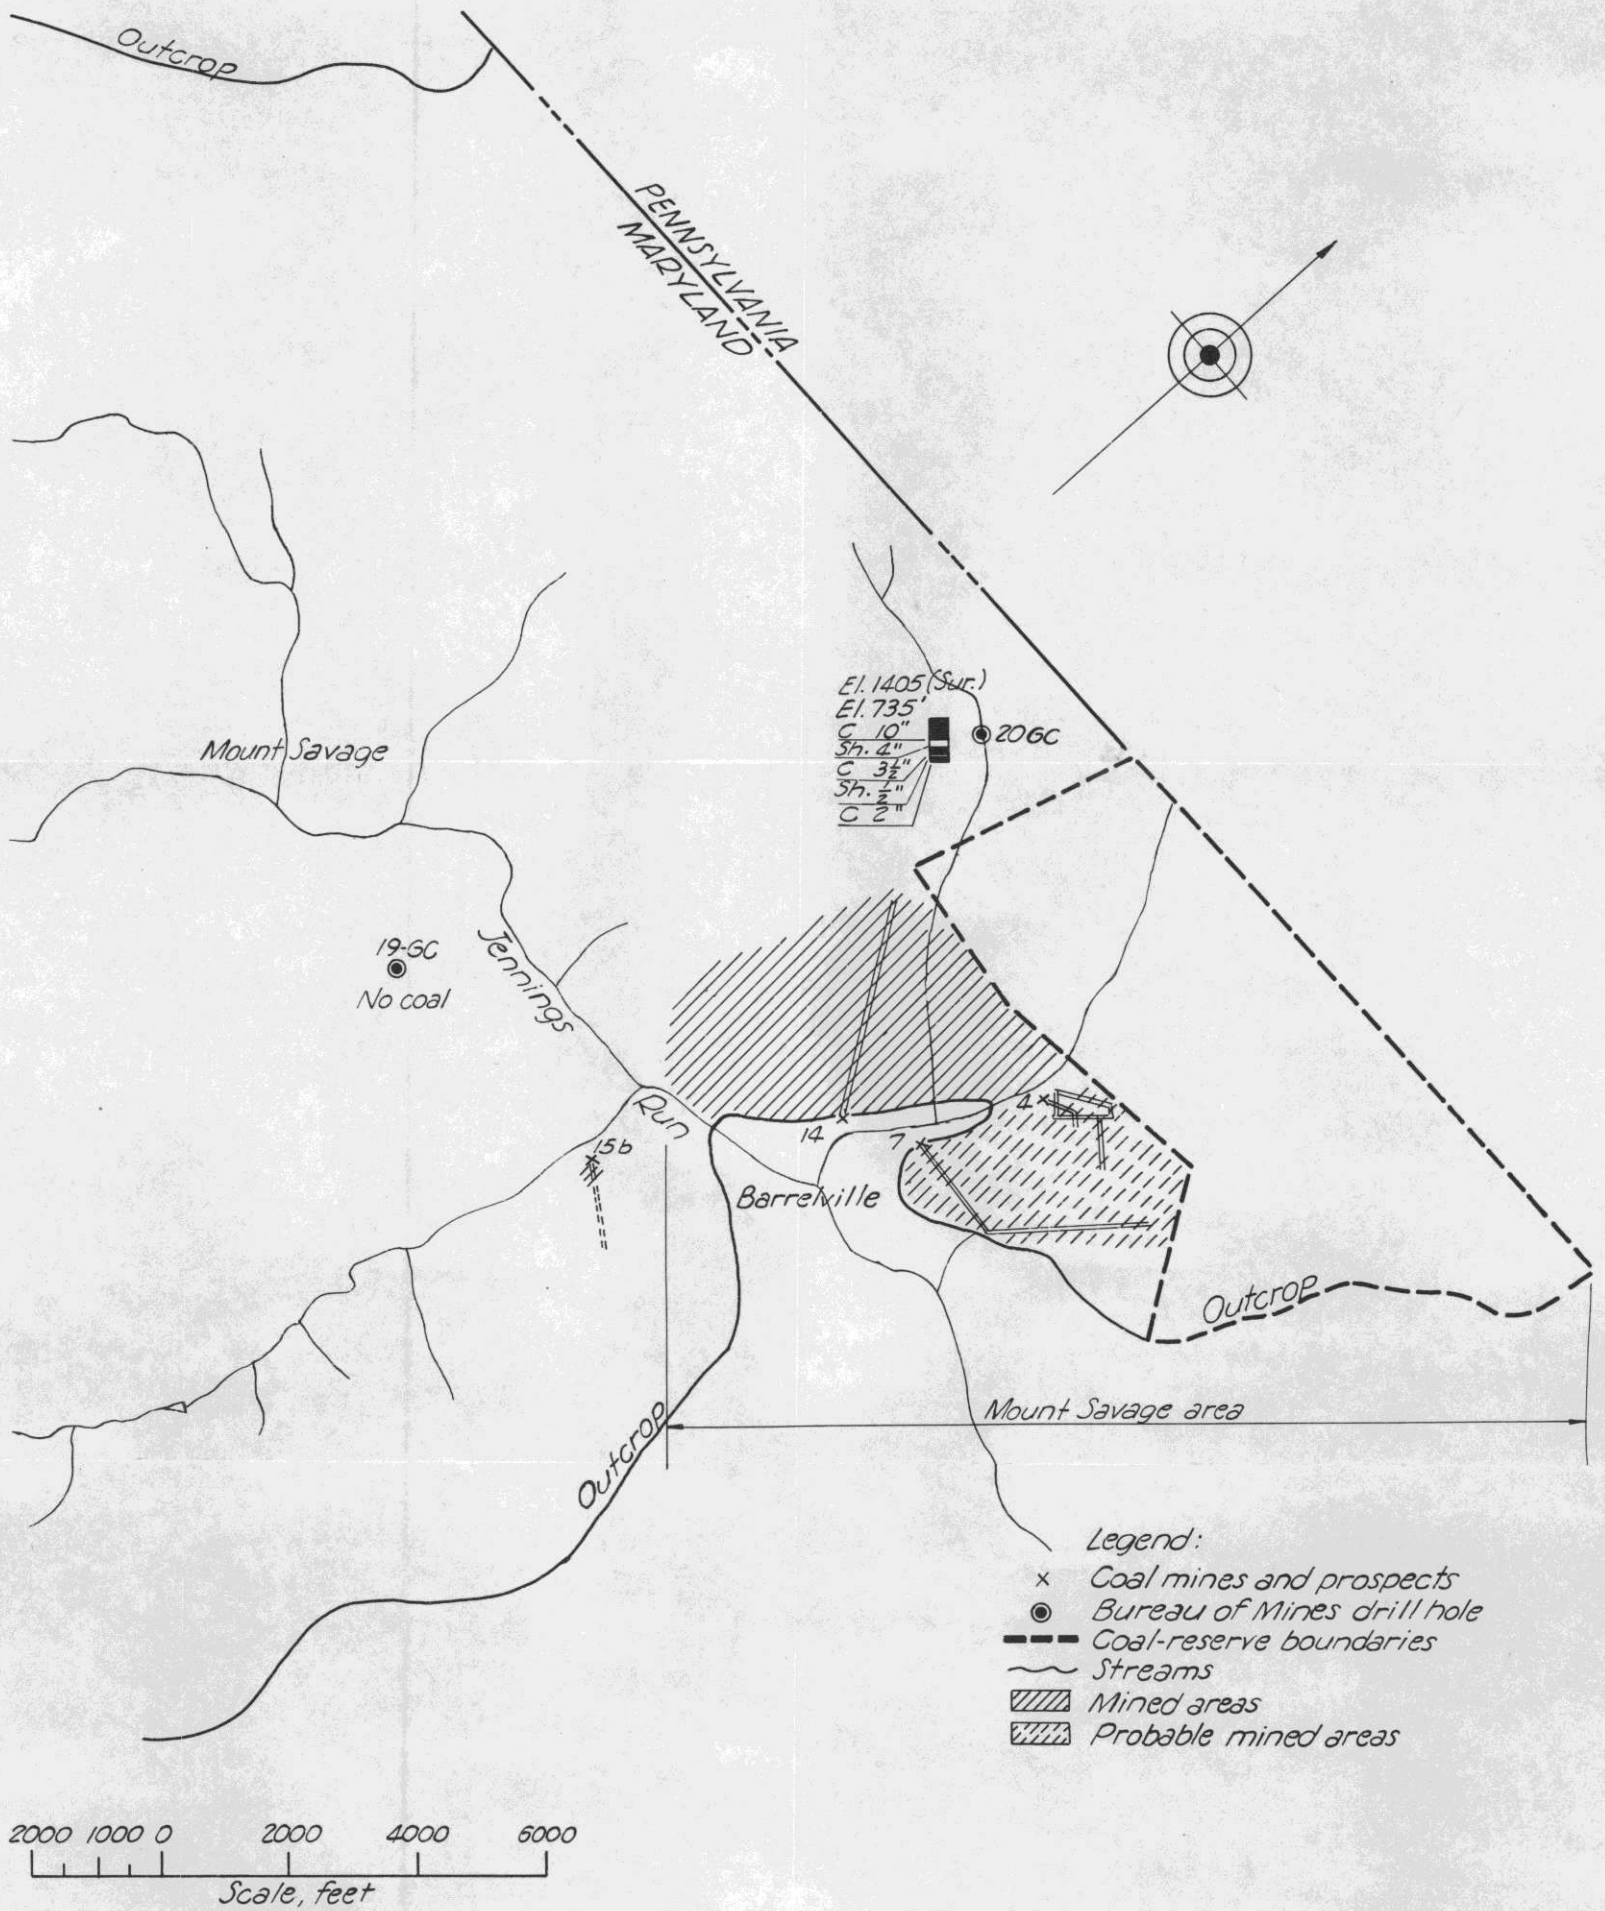 Outcrop
PENNSYLVANIA
MARYLAND
El. 1405 (Sur.)
El. 735'
C 10"
Sh. 4"
C 3½"
Sh. ½"
C 2"
20GC
Mount Savage
19-GC
No coal
Jennings
Run
15b
14
7
4
Barrelville
Outcrop
Mount Savage area
Outcrop
Legend:
Coal mines and prospects
Bureau of Mines drill hole
Coal-reserve boundaries
Streams
Mined areas
Probable mined areas
2000 1000 0 2000 4000 6000
Scale, feet